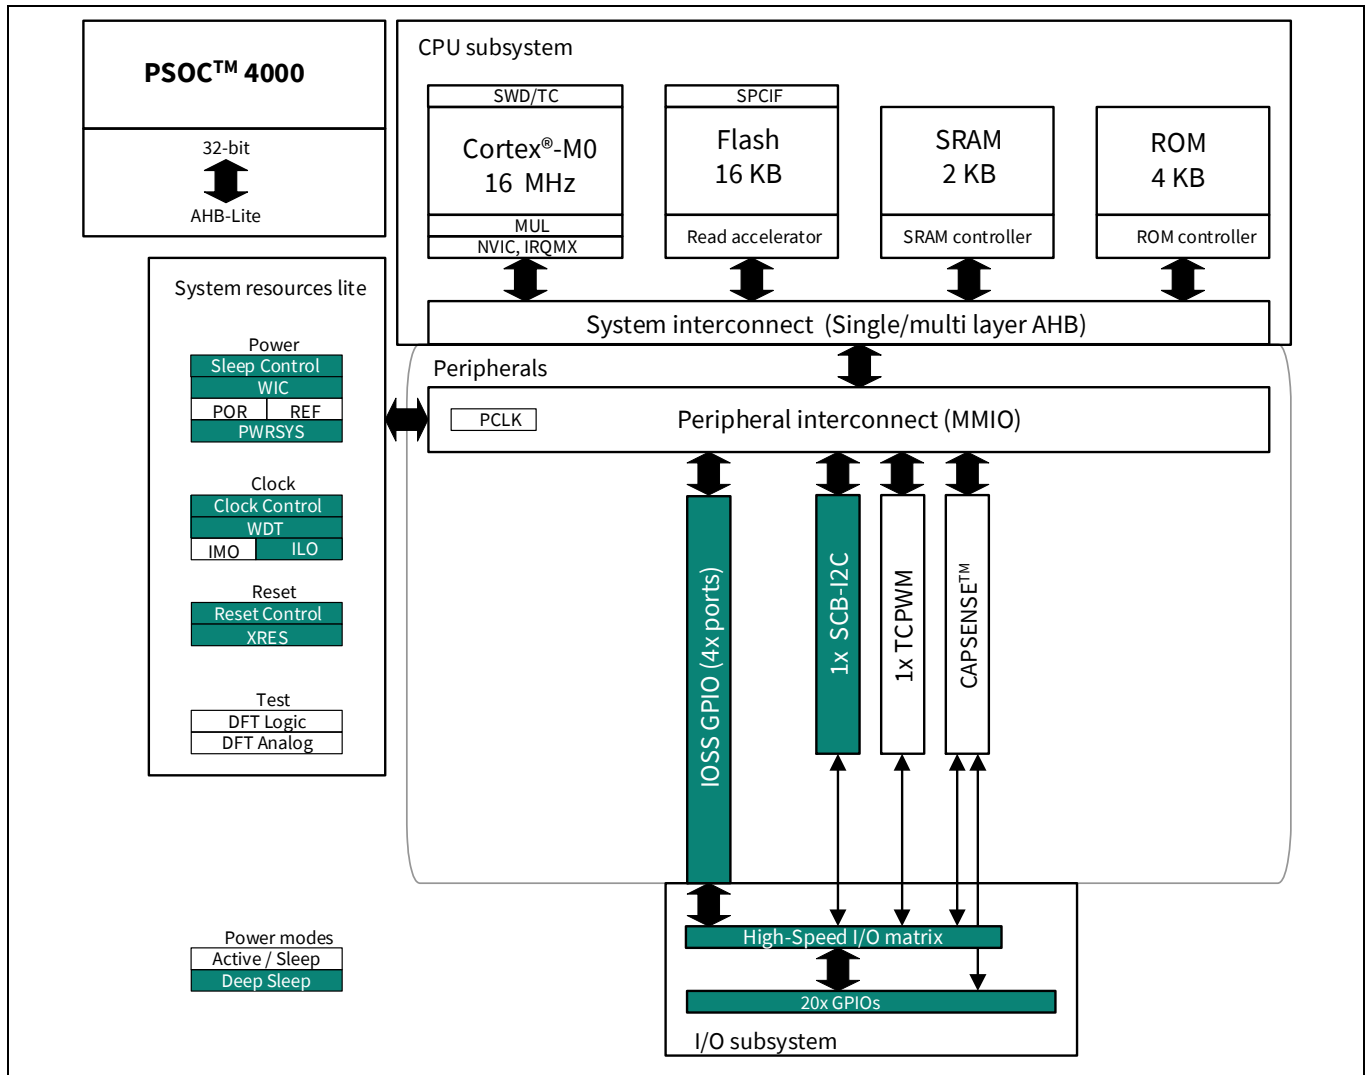 PSOC™ 4000
32-bit
AHB-Lite
CPU subsystem
SWD/TC
Cortex®-M0
16 MHz
MUL
NVIC, IRQMX
SPCIF
Flash
16 KB
Read accelerator
SRAM
2 KB
SRAM controller
ROM
4 KB
ROM controller
System interconnect (Single/multi layer AHB)
System resources lite
Power
Sleep Control
WIC
POR REF
PWRSYS
Clock
Clock Control
WDT
IMO ILO
Reset
Reset Control
XRES
Test
DFT Logic
DFT Analog
Peripherals
PCLK
Peripheral interconnect (MMIO)
IOSS GPIO (4x ports)
1x SCB-I2C
1x TCPWM
CAPSENSE™
High-Speed I/O matrix
20x GPIOs
I/O subsystem
Power modes
Active / Sleep
Deep Sleep